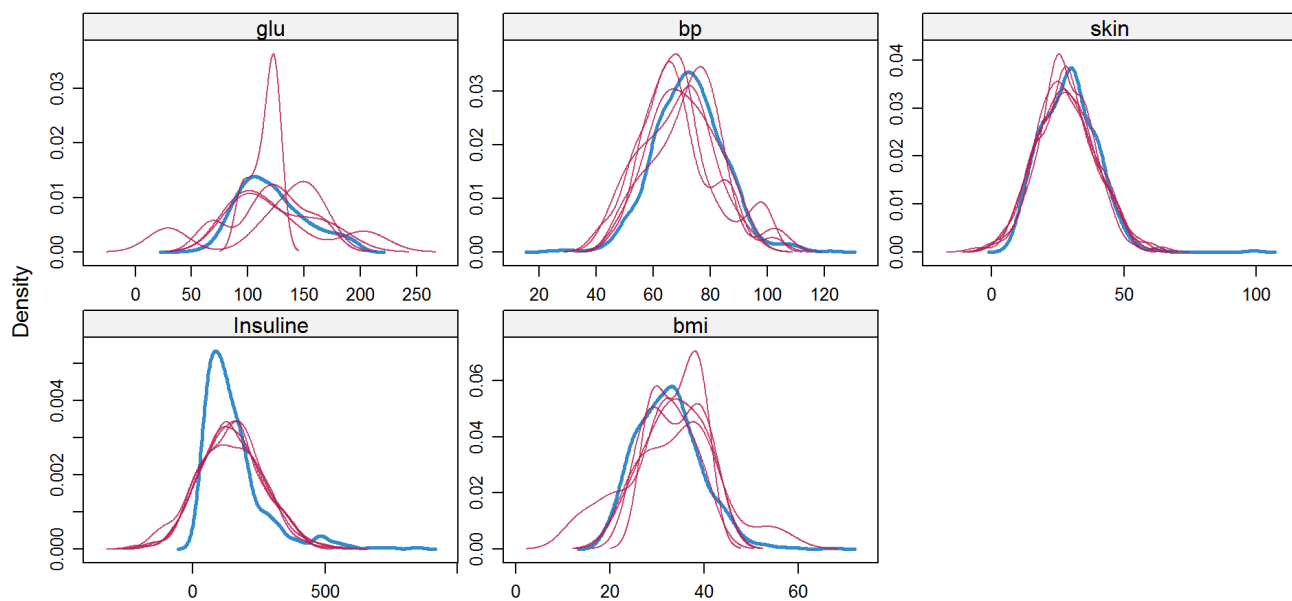 glu
0.00 0.01 0.02 0.03
0 50 100 150 200 250
bp
0.00 0.01 0.02 0.03
20 40 60 80 100 120
skin
0.00 0.01 0.02 0.03 0.04
0 50 100
Density
Insuline
0.000 0.002 0.004
0 500
bmi
0.00 0.02 0.04 0.06
0 20 40 60